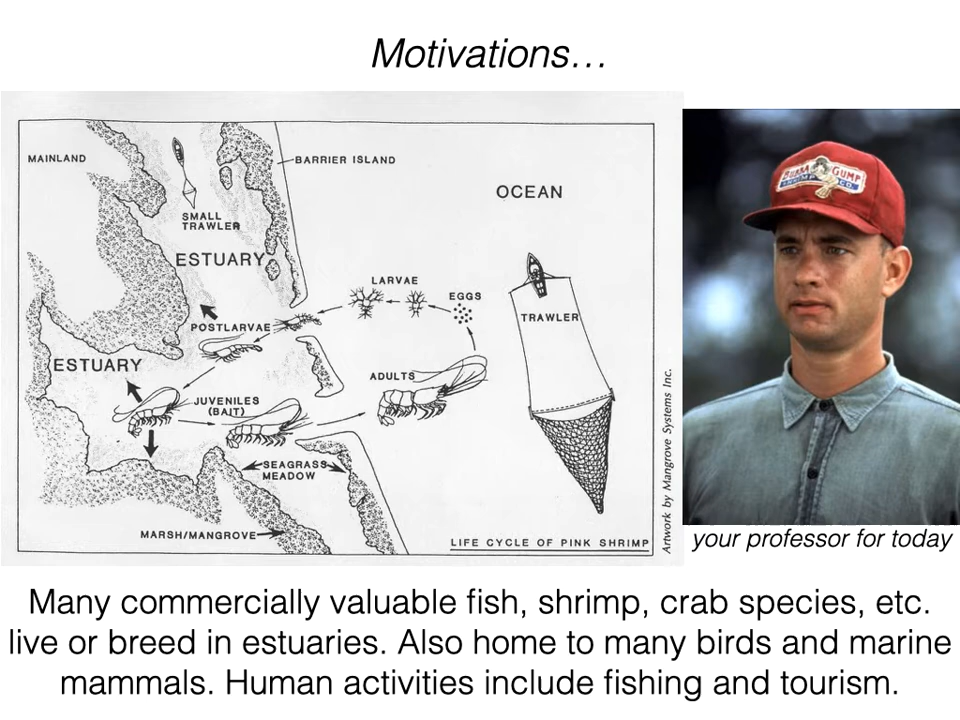 Motivations…
MAINLAND
BARRIER ISLAND
OCEAN
SMALL
TRAWLER
ESTUARY
LARVAE
EGGS
POSTLARVAE
TRAWLER
ESTUARY
ADULTS
JUVENILES
(BAIT)
SEAGRASS
MEADOW
MARSH/MANGROVE
LIFE CYCLE OF PINK SHRIMP
Artwork by Mangrove Systems Inc.
BUBBA GUMP
SHRIMP CO.
your professor for today
Many commercially valuable fish, shrimp, crab species, etc.
live or breed in estuaries. Also home to many birds and marine
mammals. Human activities include fishing and tourism.